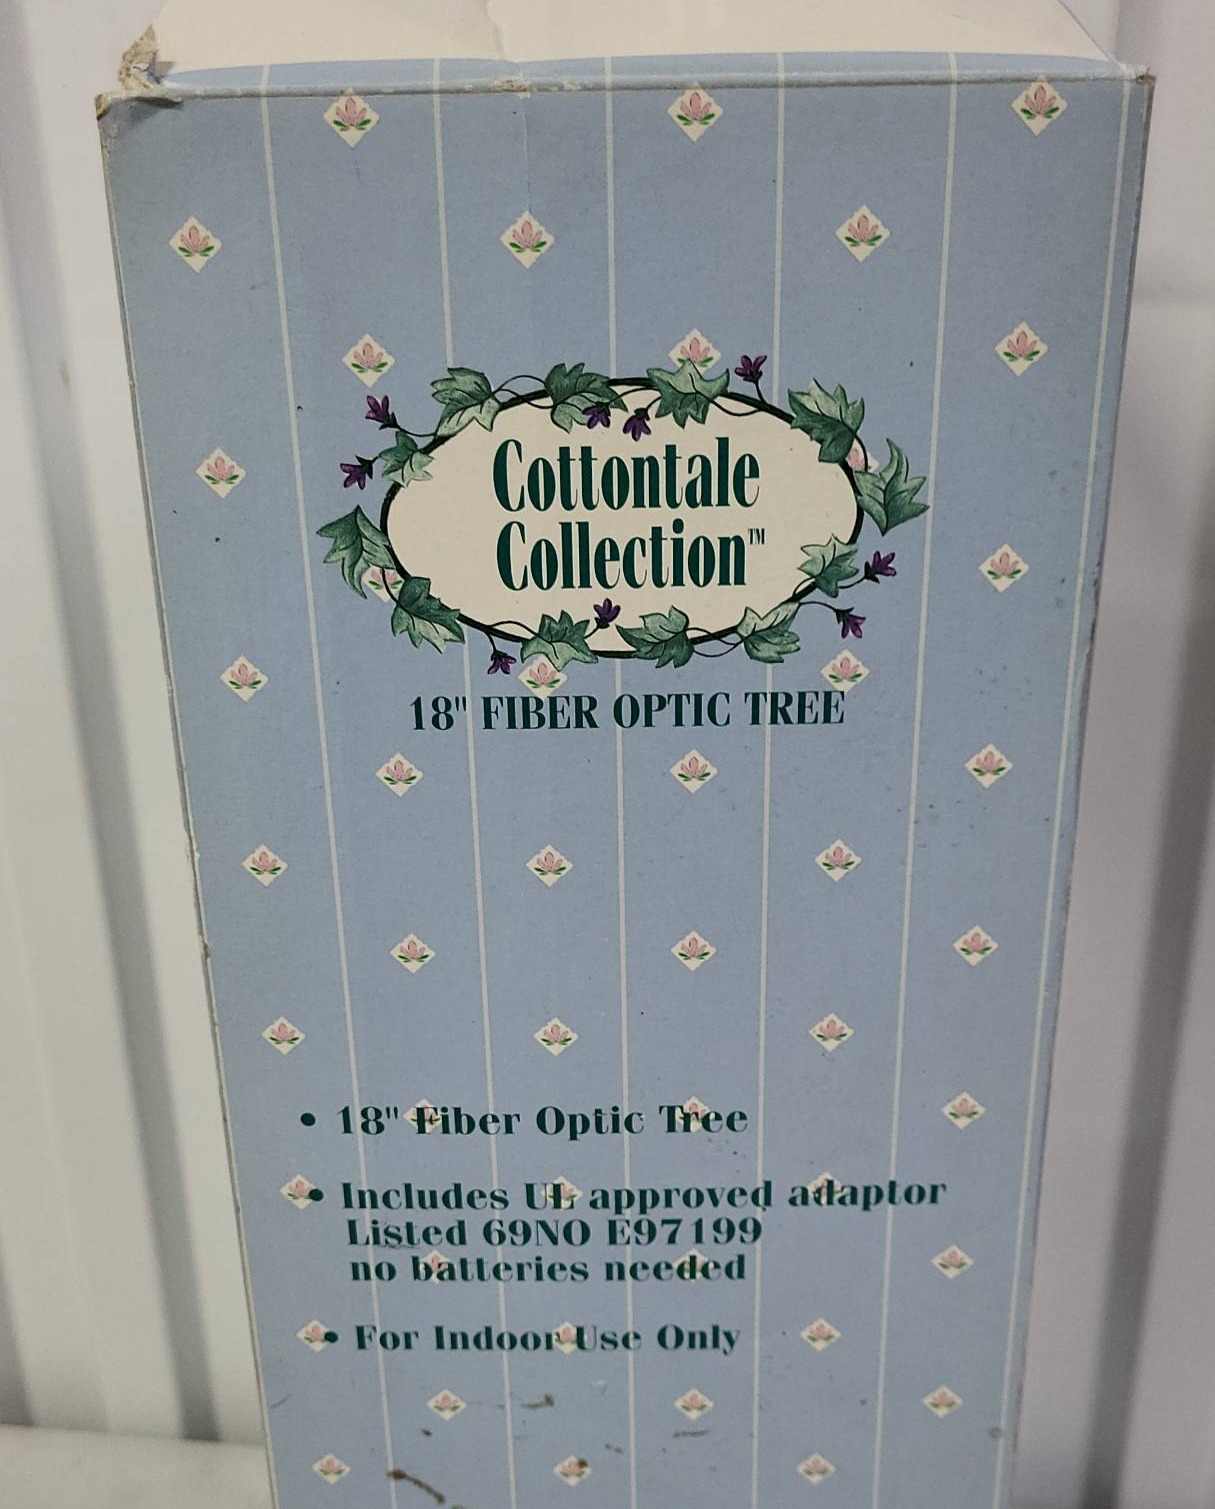 Cottontale
Collection™
18" FIBER OPTIC TREE
• 18" Fiber Optic Tree
• Includes UL approved adaptor
Listed 69NO E97199
no batteries needed
• For Indoor Use Only